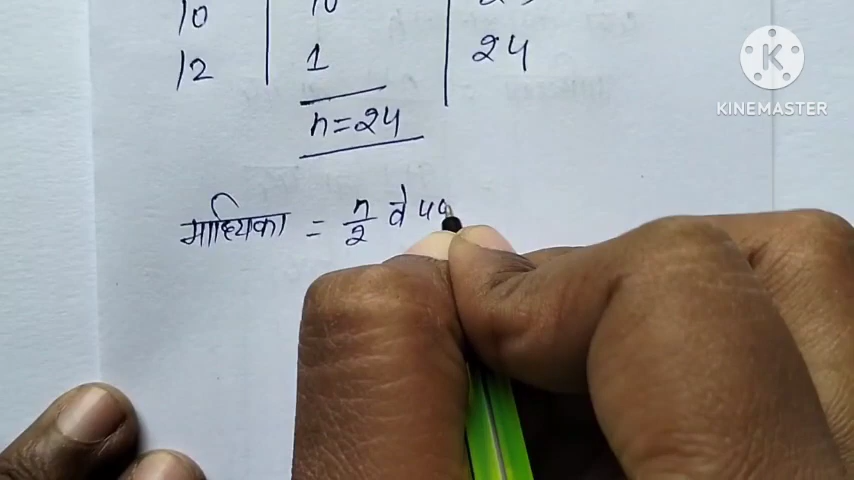 10 | 10 |
12 | 1 | 24
n=24
माध्यिका = n/2 वे
K
KINEMASTER